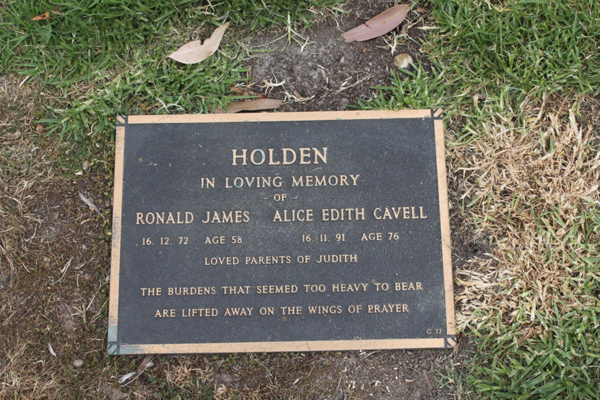 HOLDEN
IN LOVING MEMORY
- OF -
RONALD JAMES ALICE EDITH CAVELL
16. 12. 72 AGE 58 16. 11. 91 AGE 76
LOVED PARENTS OF JUDITH
THE BURDENS THAT SEEMED TOO HEAVY TO BEAR
ARE LIFTED AWAY ON THE WINGS OF PRAYER